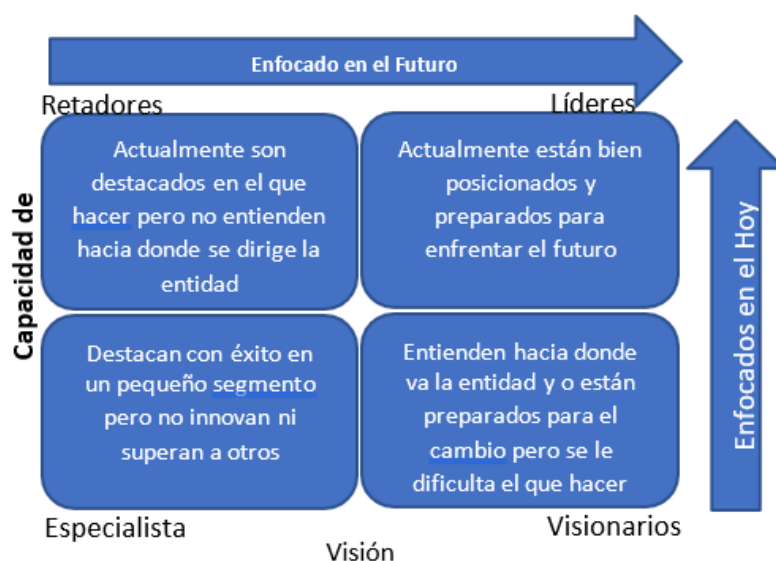 Enfocado en el Futuro
Retadores
Líderes
Actualmente son
destacados en el que
hacer pero no entienden
hacia donde se dirige la
entidad
Actualmente están bien
posicionados y
preparados para
enfrentar el futuro
Capacidad de
Enfocados en el Hoy
Destacan con éxito en
un pequeño segmento
pero no innovan ni
superan a otros
Entienden hacia donde
va la entidad y o están
preparados para el
cambio pero se le
dificulta el que hacer
Especialista
Visionarios
Visión